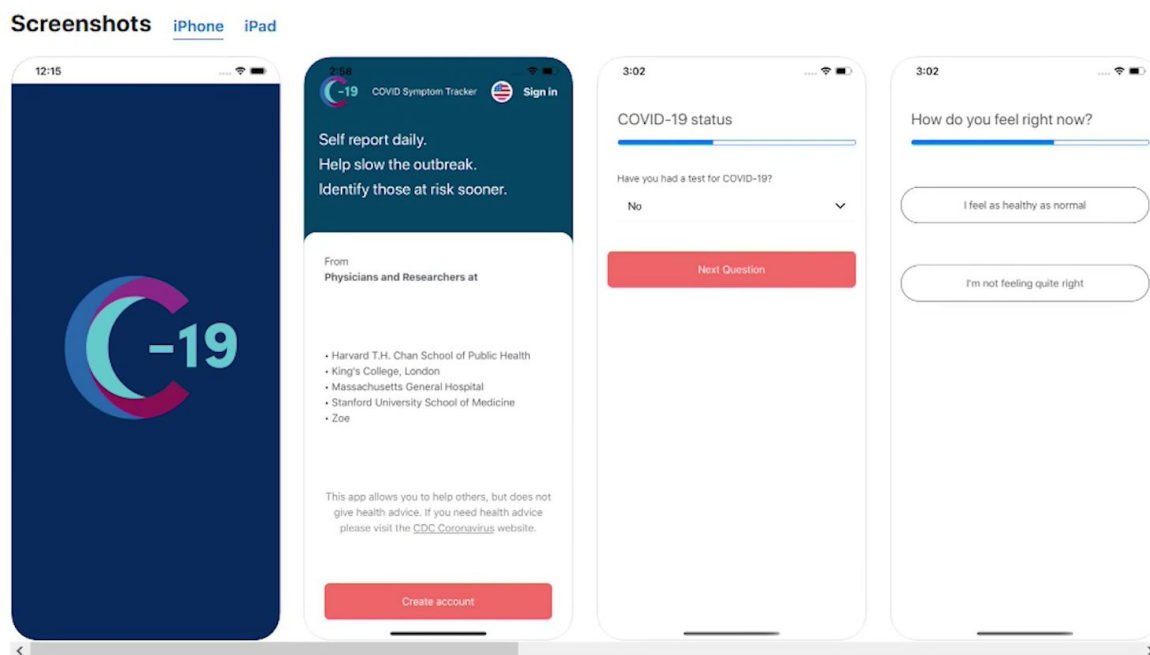 Screenshots iPhone iPad
12:15
-19
2:58
-19 COVID Symptom Tracker Sign in
Self report daily.
Help slow the outbreak.
Identify those at risk sooner.
From
Physicians and Researchers at
• Harvard T.H. Chan School of Public Health
• King's College, London
• Massachusetts General Hospital
• Stanford University School of Medicine
• Zoe
This app allows you to help others, but does not
give health advice. If you need health advice
please visit the CDC Coronavirus website.
Create account
3:02
COVID-19 status
Have you had a test for COVID-19?
No
Next Question
3:02
How do you feel right now?
I feel as healthy as normal
I'm not feeling quite right